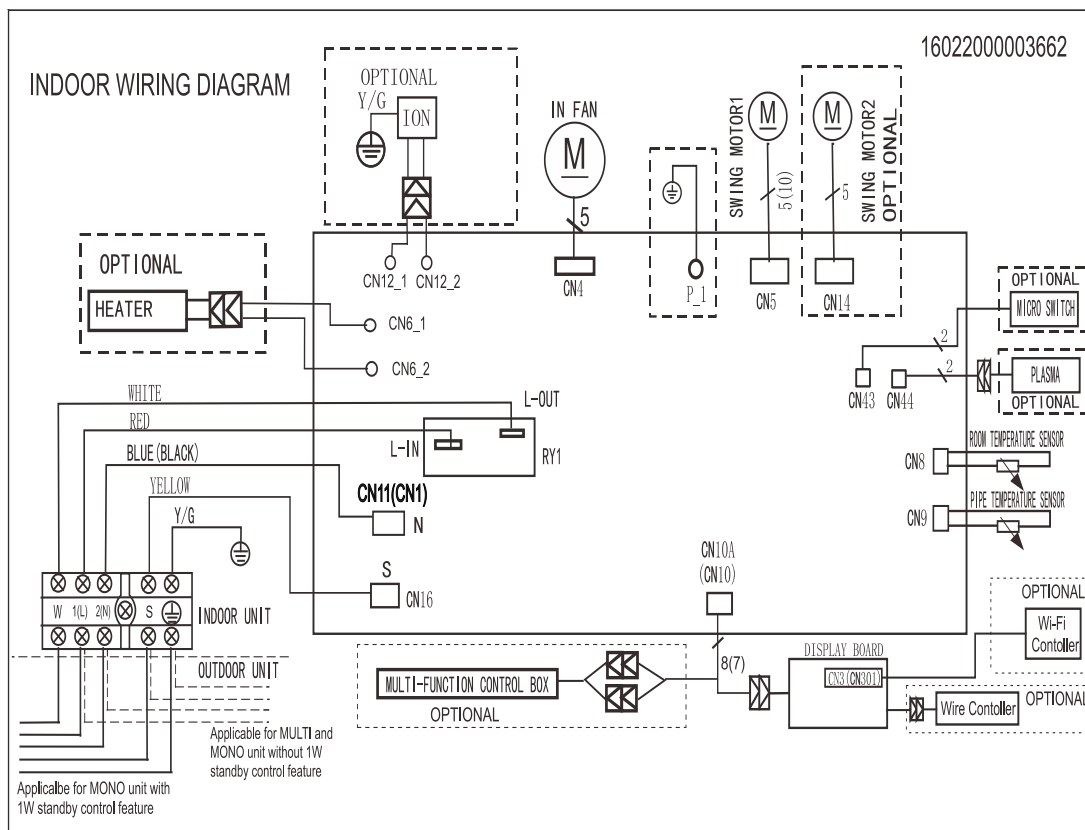 16022000003662
INDOOR WIRING DIAGRAM
OPTIONAL
Y/G
ION
CN12_1
CN12_2
IN FAN
M
5
CN4
P_1
SWING MOTOR1
M
5(10)
CN5
SWING MOTOR2
OPTIONAL
M
5
CN14
OPTIONAL
HEATER
CN6_1
CN6_2
OPTIONAL
MICRO SWITCH
2
CN43
2
CN44
PLASMA
OPTIONAL
WHITE
RED
BLUE(BLACK)
YELLOW
Y/G
L-OUT
L-IN
RY1
CN11(CN1)
N
S
CN16
CN8
ROOM TEMPERATURE SENSOR
CN9
PIPE TEMPERATURE SENSOR
CN10A
(CN10)
8(7)
W
1(L)
2(N)
S
INDOOR UNIT
OUTDOOR UNIT
MULTI-FUNCTION CONTROL BOX
OPTIONAL
DISPLAY BOARD
CN3(CN301)
OPTIONAL
Wi-Fi
Contoller
Wire Contoller
OPTIONAL
Applicable for MULTI and
MONO unit without 1W
standby control feature
Applicalbe for MONO unit with
1W standby control feature